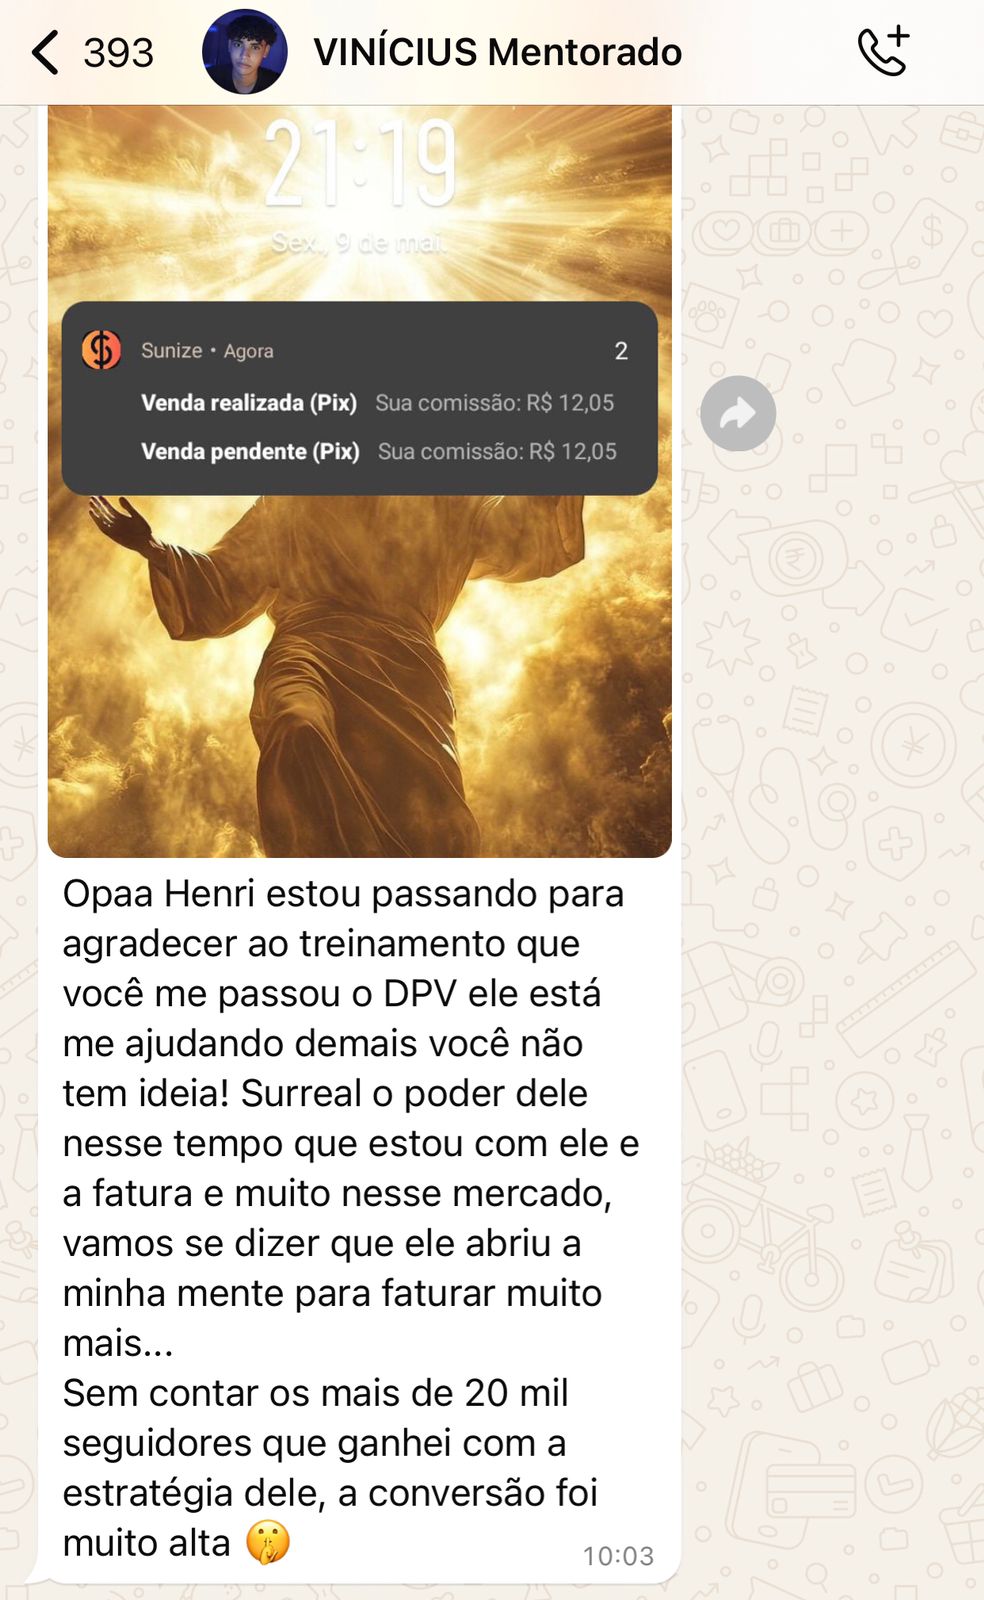 393
VINÍCIUS Mentorado
21:19
Sex., 9 de mai.
Sunize • Agora 2
Venda realizada (Pix) Sua comissão: R$ 12,05
Venda pendente (Pix) Sua comissão: R$ 12,05
Opaa Henri estou passando para
agradecer ao treinamento que
você me passou o DPV ele está
me ajudando demais você não
tem ideia! Surreal o poder dele
nesse tempo que estou com ele e
a fatura e muito nesse mercado,
vamos se dizer que ele abriu a
minha mente para faturar muito
mais...
Sem contar os mais de 20 mil
seguidores que ganhei com a
estratégia dele, a conversão foi
muito alta 🤫
10:03